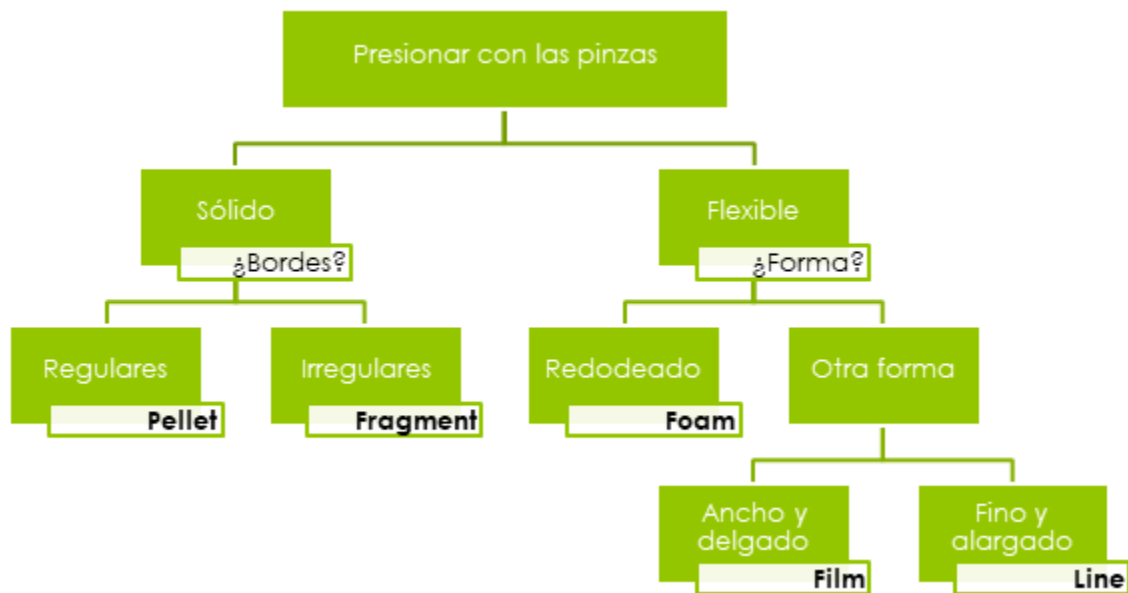 Presionar con las pinzas
Sólido
¿Bordes?
Flexible
¿Forma?
Regulares
Pellet
Irregulares
Fragment
Redodeado
Foam
Otra forma
Ancho y
delgado
Film
Fino y
alargado
Line